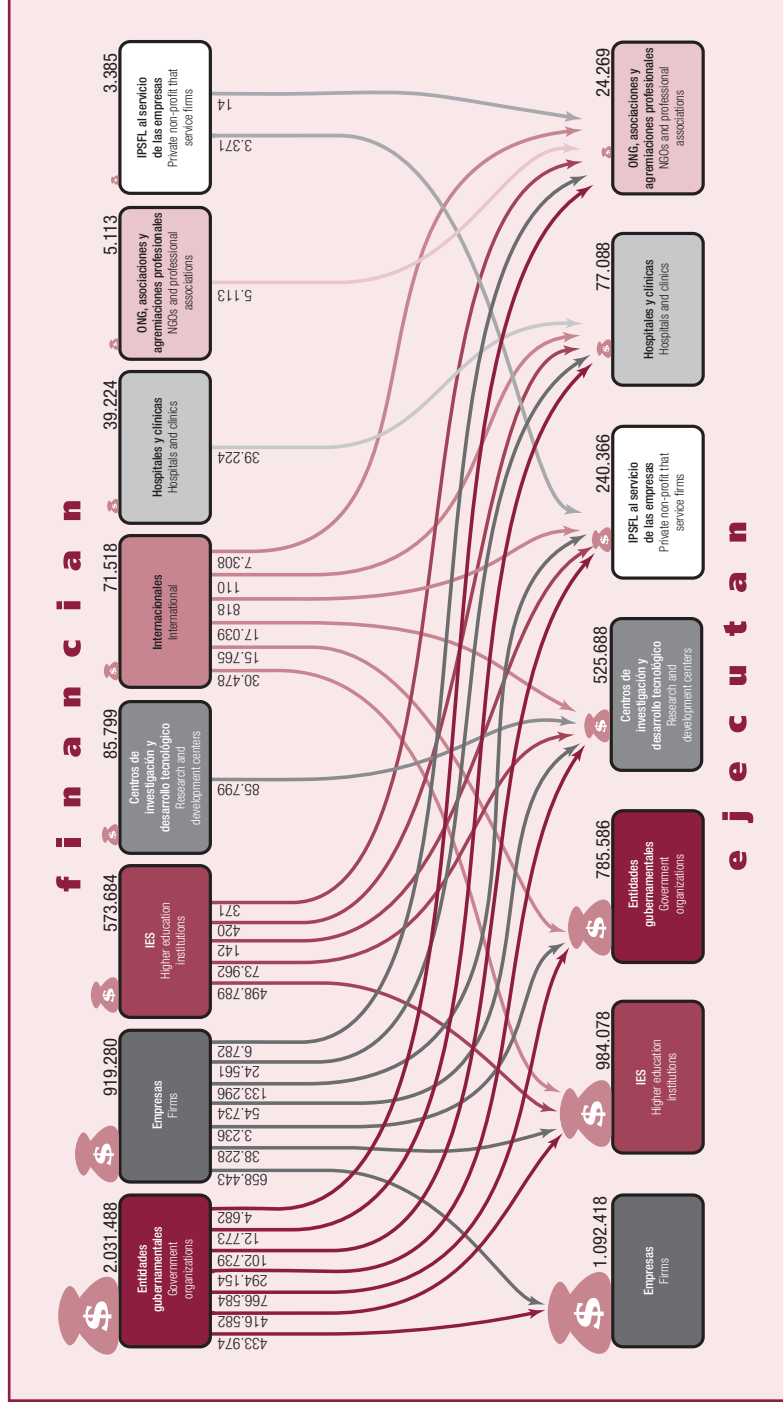 financian
2.031.488
Entidades
gubernamentales
Government
organizations
433.974
416.582
766.584
294.154
102.739
12.773
4.682
919.280
Empresas
Firms
658.443
38.228
3.236
54.734
133.296
24.561
6.782
573.684
IES
Higher education
institutions
498.789
73.962
142
420
371
85.799
Centros de
investigación y
desarrollo tecnológico
Research and
development centers
85.799
71.518
Internacionales
International
30.478
15.765
17.039
818
110
7.308
39.224
Hospitales y clínicas
Hospitals and clinics
39.224
5.113
ONG, asociaciones y
agremiaciones profesionales
NGOs and professional
associations
5.113
3.385
IPSFL al servicio
de las empresas
Private non-profit that
service firms
3.371
14
1.092.418
Empresas
Firms
984.078
IES
Higher education
institutions
785.586
Entidades
gubernamentales
Government
organizations
525.688
Centros de
investigación y
desarrollo tecnológico
Research and
development centers
240.366
IPSFL al servicio
de las empresas
Private non-profit that
service firms
77.088
Hospitales y clínicas
Hospitals and clinics
24.269
ONG, asociaciones y
agremiaciones profesionales
NGOs and professional
associations
ejecutan